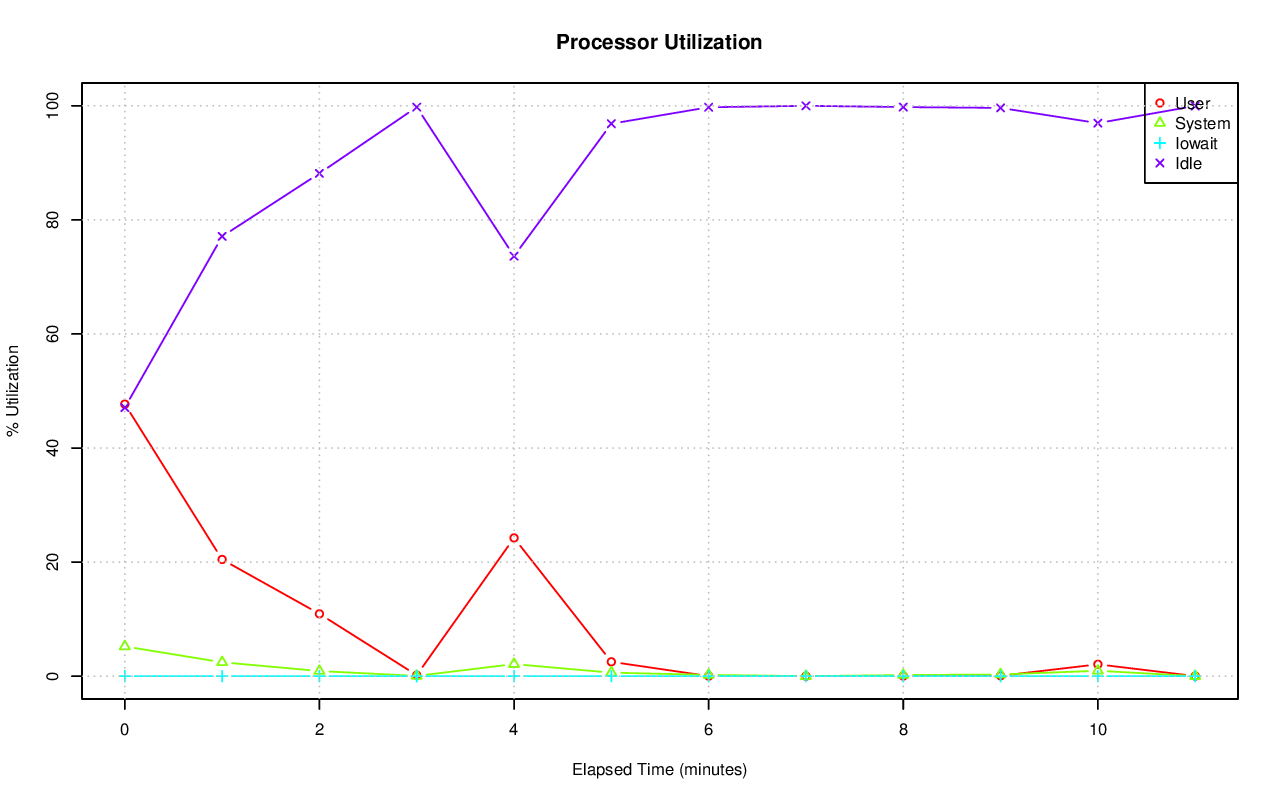 Processor Utilization
100
80
60
40
20
0
% Utilization
User
System
Iowait
Idle
0 2 4 6 8 10
Elapsed Time (minutes)